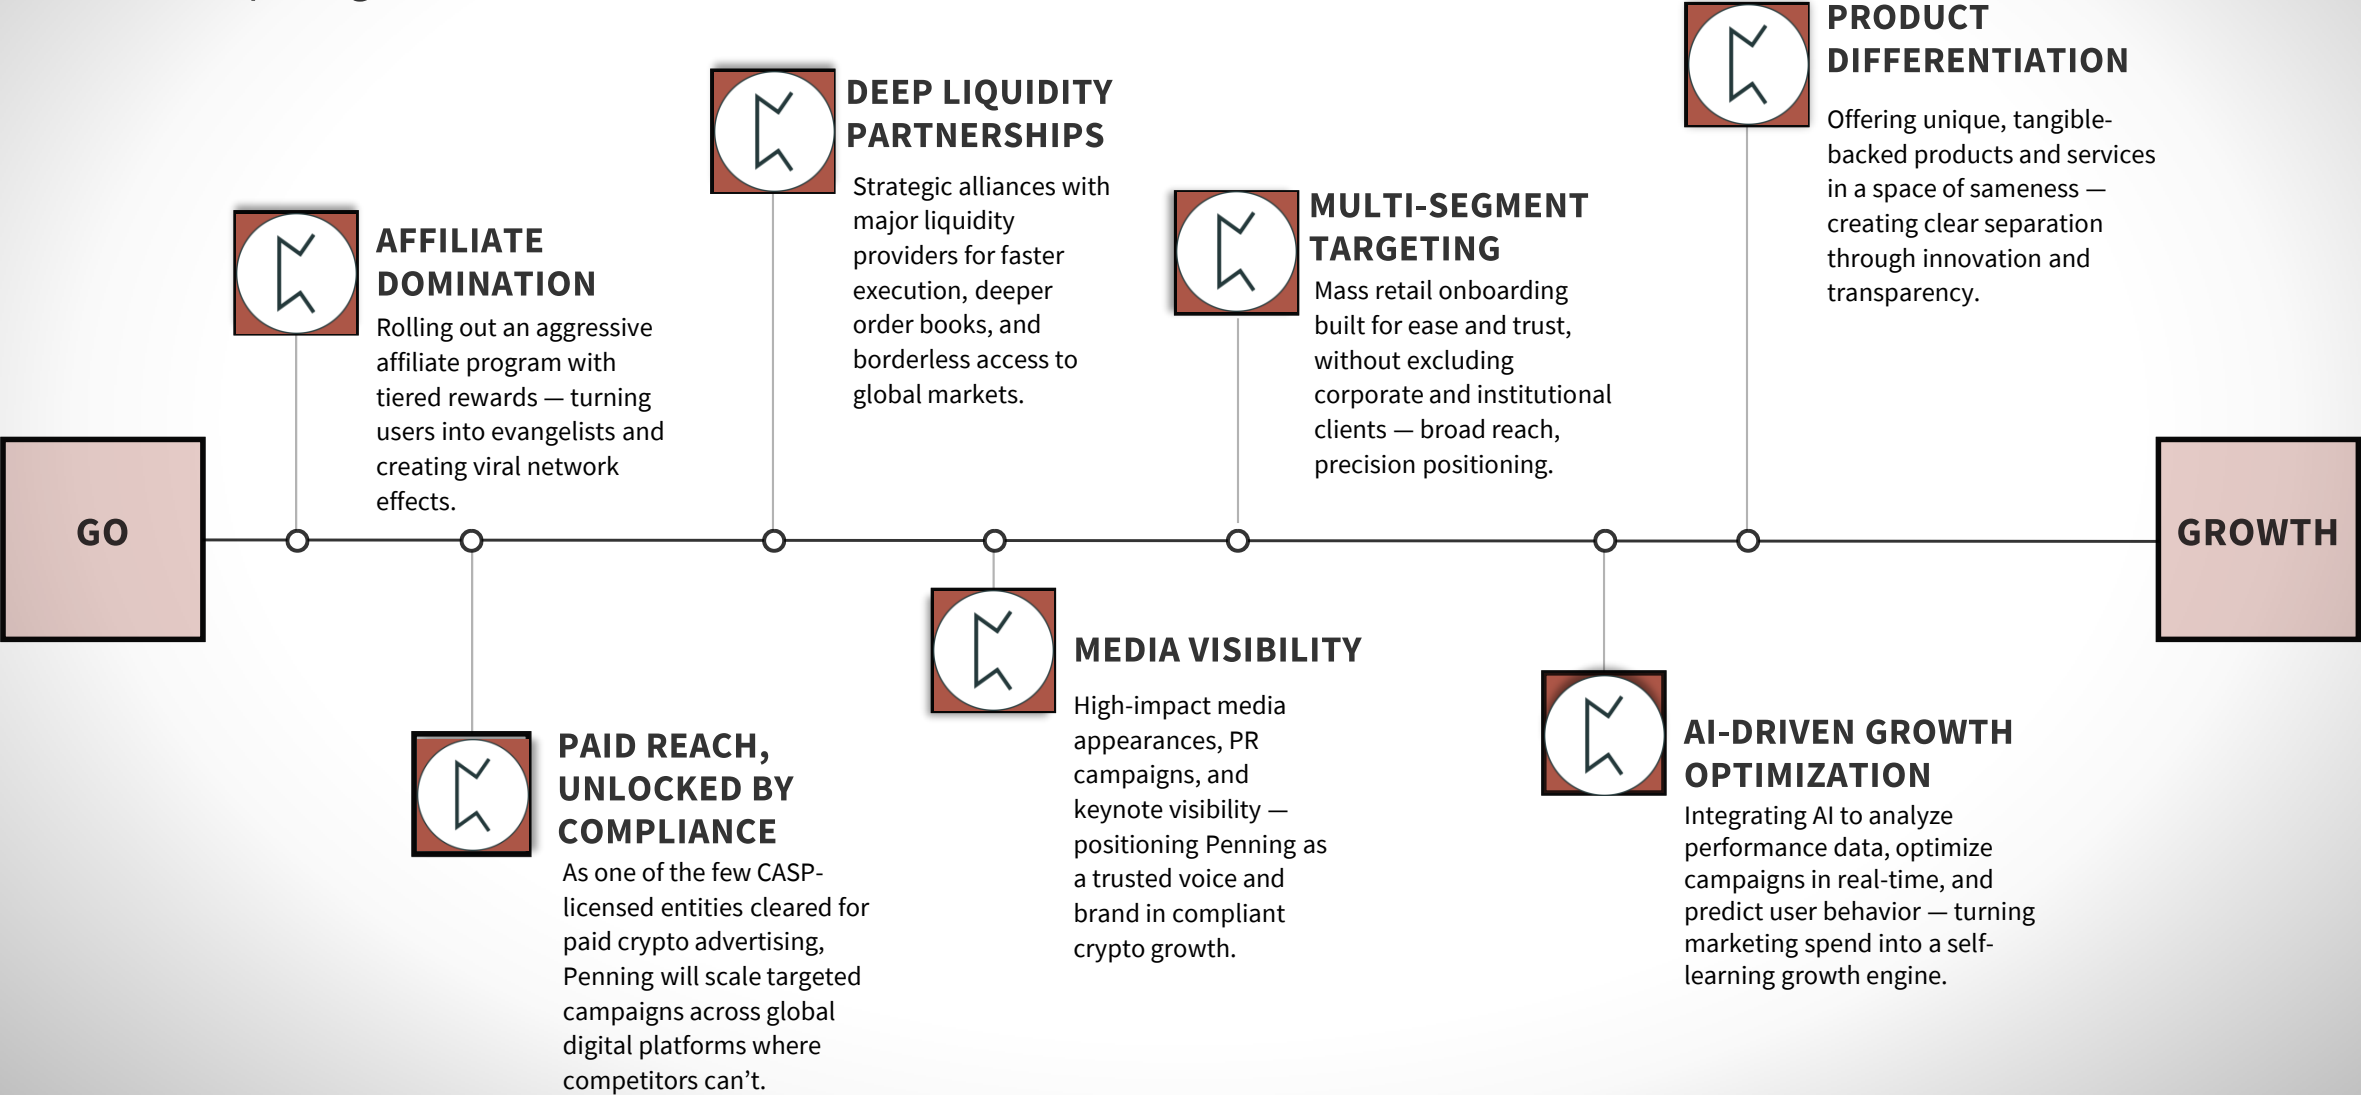 PRODUCT
DIFFERENTIATION
Offering unique, tangible-
backed products and services
in a space of sameness —
creating clear separation
through innovation and
transparency.
DEEP LIQUIDITY
PARTNERSHIPS
Strategic alliances with
major liquidity
providers for faster
execution, deeper
order books, and
borderless access to
global markets.
MULTI-SEGMENT
TARGETING
Mass retail onboarding
built for ease and trust,
without excluding
corporate and institutional
clients — broad reach,
precision positioning.
AFFILIATE
DOMINATION
Rolling out an aggressive
affiliate program with
tiered rewards — turning
users into evangelists and
creating viral network
effects.
GO
GROWTH
MEDIA VISIBILITY
High-impact media
appearances, PR
campaigns, and
keynote visibility —
positioning Penning as
a trusted voice and
brand in compliant
crypto growth.
PAID REACH,
UNLOCKED BY
COMPLIANCE
As one of the few CASP-
licensed entities cleared for
paid crypto advertising,
Penning will scale targeted
campaigns across global
digital platforms where
competitors can’t.
AI-DRIVEN GROWTH
OPTIMIZATION
Integrating AI to analyze
performance data, optimize
campaigns in real-time, and
predict user behavior — turning
marketing spend into a self-
learning growth engine.